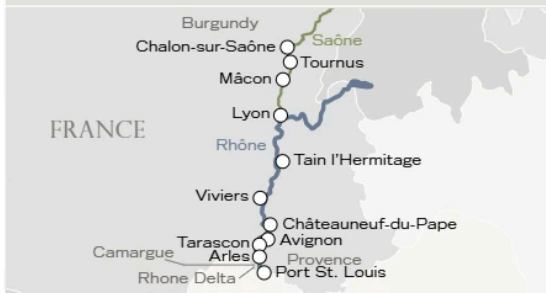 Burgundy
Saône
Chalon-sur-Saône
Tournus
Mâcon
Lyon
FRANCE
Rhône
Tain l'Hermitage
Viviers
Châteauneuf-du-Pape
Tarascon
Avignon
Camargue
Arles
Provence
Rhone Delta
Port St. Louis